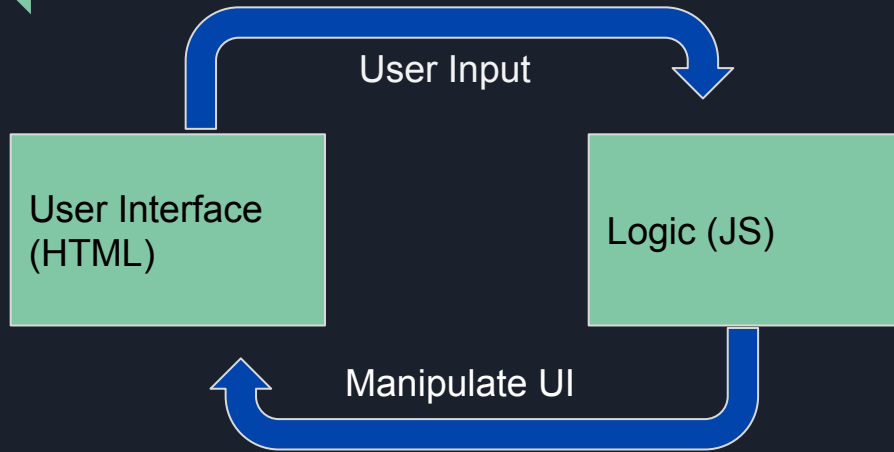 User Input
User Interface
(HTML)
Logic (JS)
Manipulate UI